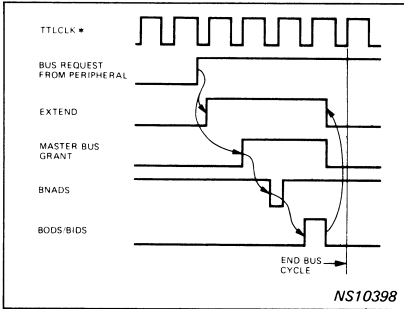 TTLCLK *
BUS REQUEST
FROM PERIPHERAL
EXTEND
MASTER BUS
GRANT
BNADS
BODS/BIDS
END BUS
CYCLE
NS10398